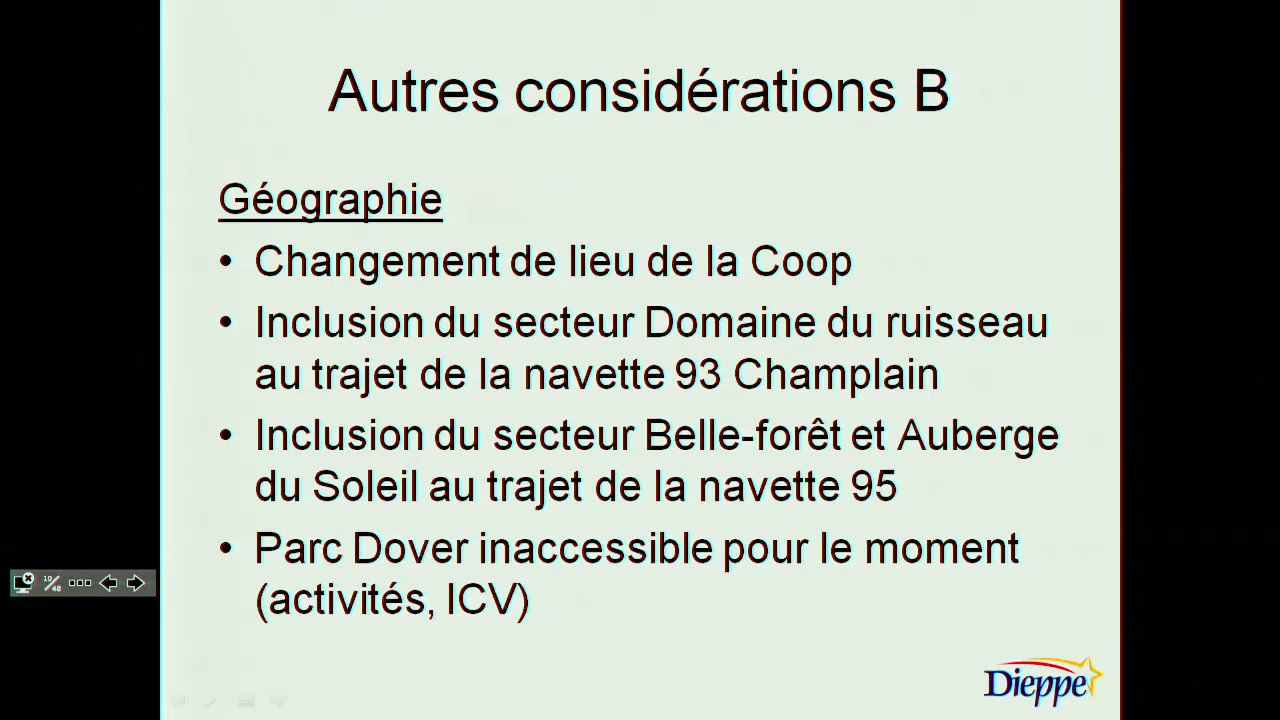 Autres considérations B
Géographie
• Changement de lieu de la Coop
• Inclusion du secteur Domaine du ruisseau
au trajet de la navette 93 Champlain
• Inclusion du secteur Belle-forêt et Auberge
du Soleil au trajet de la navette 95
• Parc Dover inaccessible pour le moment
(activités, ICV)
10/48
Dieppe